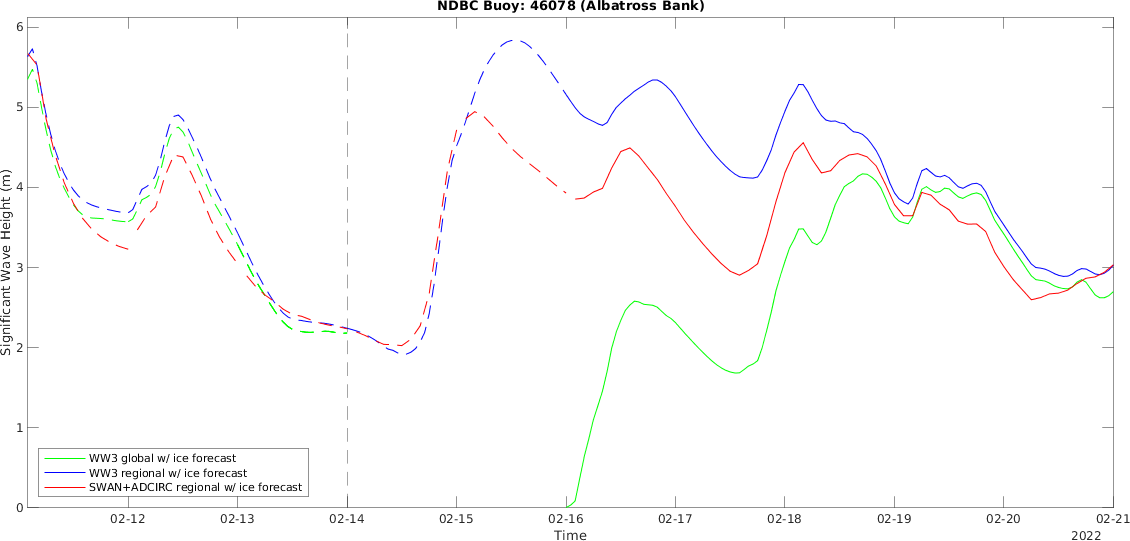 NDBC Buoy: 46078 (Albatross Bank)
6
5
4
3
2
1
0
Significant Wave Height (m)
WW3 global w/ ice forecast
WW3 regional w/ ice forecast
SWAN+ADCIRC regional w/ ice forecast
02-12 02-13 02-14 02-15 02-16 02-17 02-18 02-19 02-20 02-21
Time
2022